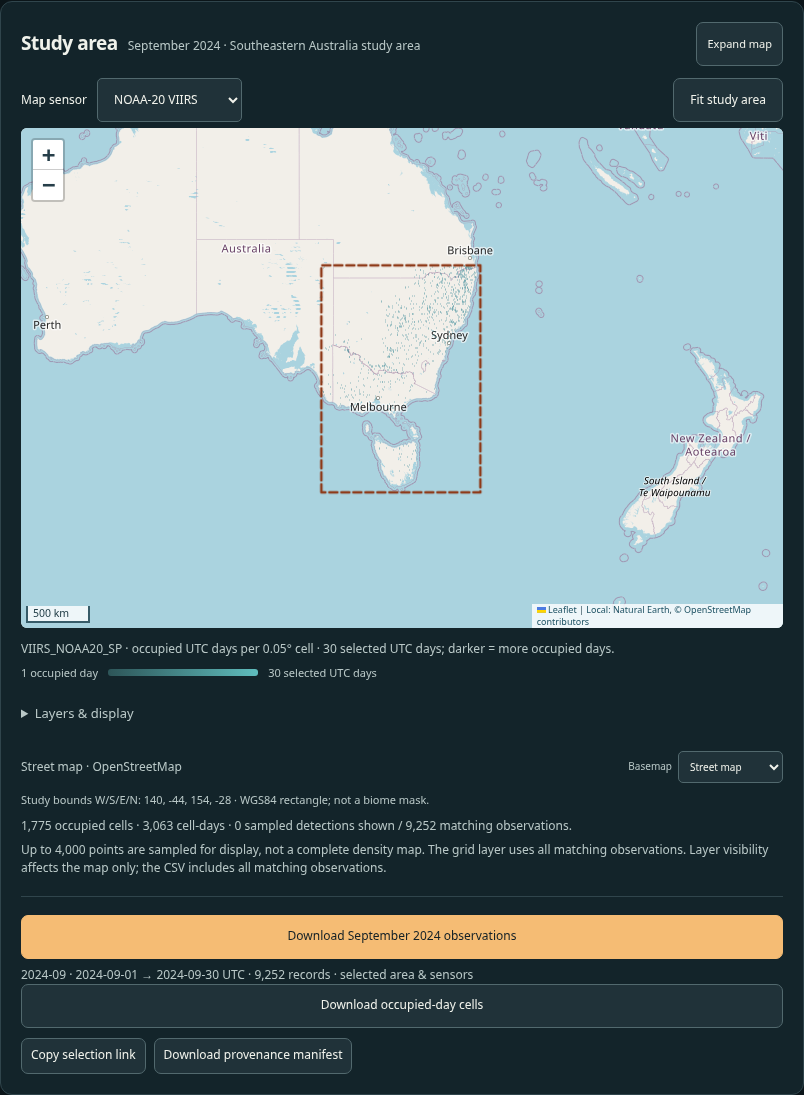 Study area September 2024 · Southeastern Australia study area
Expand map
Map sensor NOAA-20 VIIRS
Fit study area
+
−
Viti
Australia
Brisbane
Perth
Sydney
Melbourne
New Zealand /
Aotearoa
South Island /
Te Waipounamu
500 km
Leaflet | Local: Natural Earth, © OpenStreetMap
contributors
VIIRS_NOAA20_SP · occupied UTC days per 0.05° cell · 30 selected UTC days; darker = more occupied days.
1 occupied day 30 selected UTC days
Layers & display
Street map · OpenStreetMap
Basemap Street map
Study bounds W/S/E/N: 140, -44, 154, -28 · WGS84 rectangle; not a biome mask.
1,775 occupied cells · 3,063 cell-days · 0 sampled detections shown / 9,252 matching observations.
Up to 4,000 points are sampled for display, not a complete density map. The grid layer uses all matching observations. Layer visibility
affects the map only; the CSV includes all matching observations.
Download September 2024 observations
2024-09 · 2024-09-01 → 2024-09-30 UTC · 9,252 records · selected area & sensors
Download occupied-day cells
Copy selection link
Download provenance manifest